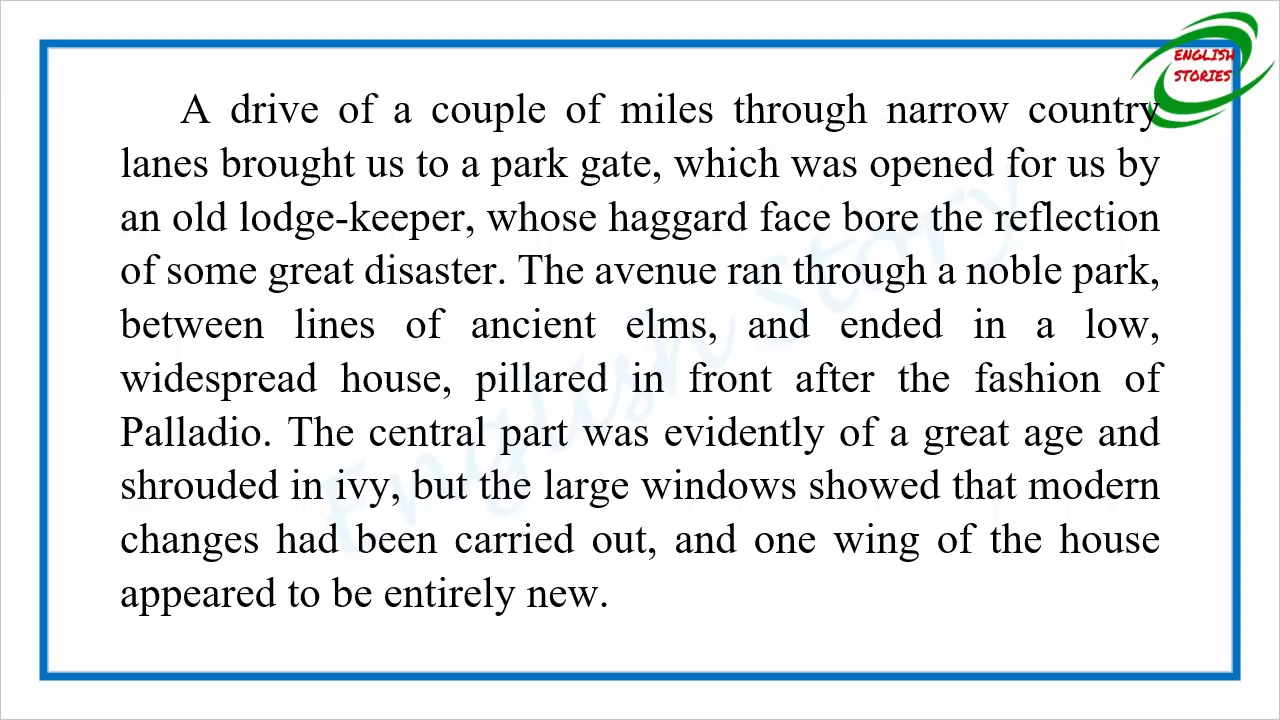 ENGLISH
STORIES
A drive of a couple of miles through narrow country
lanes brought us to a park gate, which was opened for us by
an old lodge-keeper, whose haggard face bore the reflection
of some great disaster. The avenue ran through a noble park,
between lines of ancient elms, and ended in a low,
widespread house, pillared in front after the fashion of
Palladio. The central part was evidently of a great age and
shrouded in ivy, but the large windows showed that modern
changes had been carried out, and one wing of the house
appeared to be entirely new.
English Story